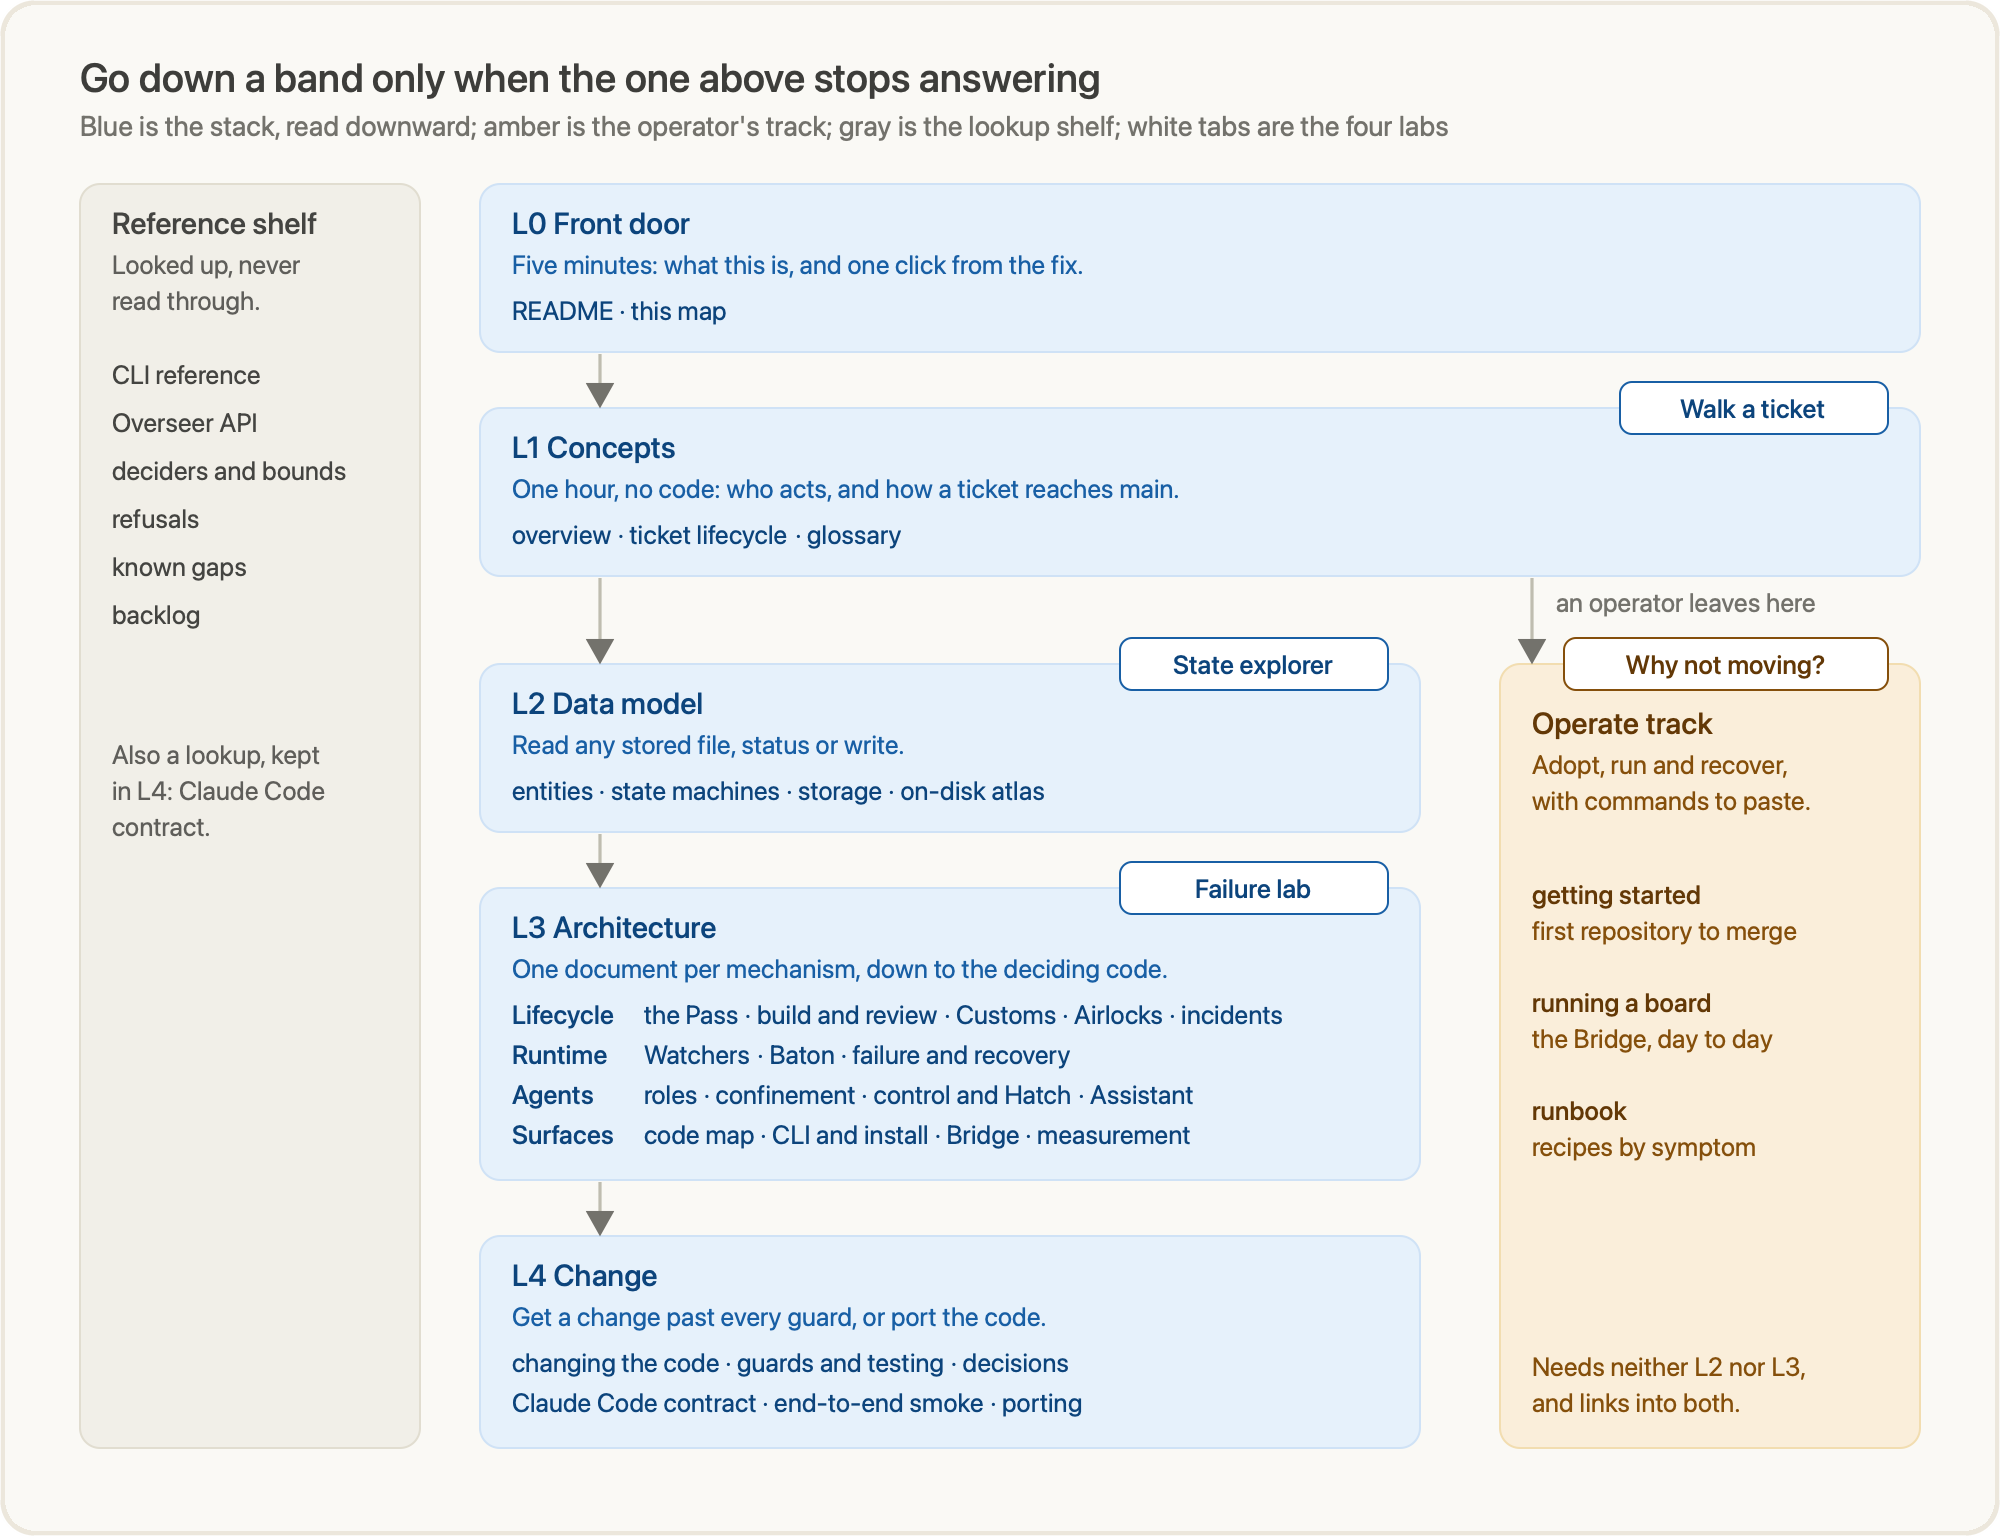 Go down a band only when the one above stops answering
Blue is the stack, read downward; amber is the operator's track; gray is the lookup shelf; white tabs are the four labs
Reference shelf
Looked up, never
read through.
CLI reference
Overseer API
deciders and bounds
refusals
known gaps
backlog
Also a lookup, kept
in L4: Claude Code
contract.
L0 Front door
Five minutes: what this is, and one click from the fix.
README · this map
Walk a ticket
L1 Concepts
One hour, no code: who acts, and how a ticket reaches main.
overview · ticket lifecycle · glossary
an operator leaves here
State explorer
L2 Data model
Read any stored file, status or write.
entities · state machines · storage · on-disk atlas
Failure lab
L3 Architecture
One document per mechanism, down to the deciding code.
Lifecycle the Pass · build and review · Customs · Airlocks · incidents
Runtime Watchers · Baton · failure and recovery
Agents roles · confinement · control and Hatch · Assistant
Surfaces code map · CLI and install · Bridge · measurement
L4 Change
Get a change past every guard, or port the code.
changing the code · guards and testing · decisions
Claude Code contract · end-to-end smoke · porting
Why not moving?
Operate track
Adopt, run and recover,
with commands to paste.
getting started
first repository to merge
running a board
the Bridge, day to day
runbook
recipes by symptom
Needs neither L2 nor L3,
and links into both.